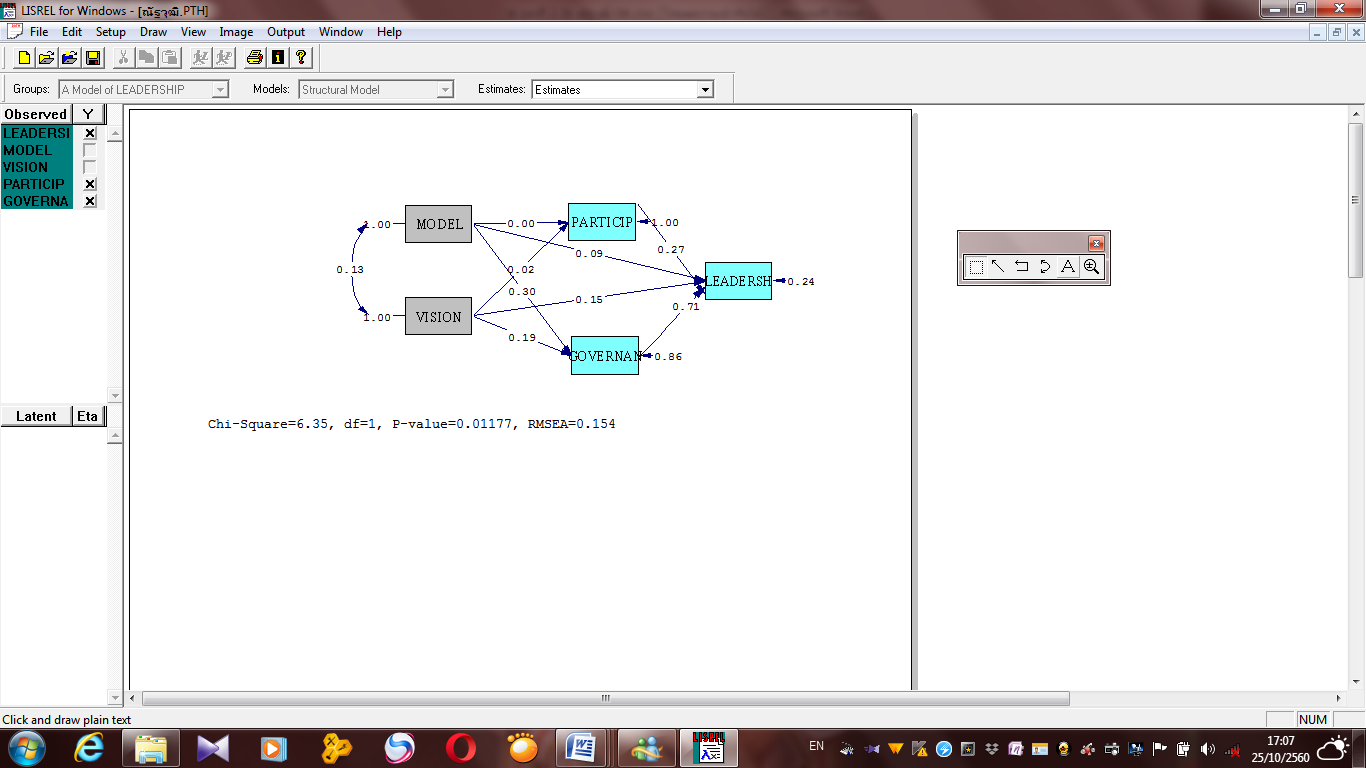 LISREL for Windows - [ณัฐวุฒิ.PTH]
File Edit Setup Draw View Image Output Window Help
Groups: A Model of LEADERSHIP Models: Structural Model Estimates: Estimates
Observed Y
LEADERSI
MODEL
VISION
PARTICIP
GOVERNA
Latent Eta
1.00 MODEL 0.00 PARTICIP 1.00
0.09 0.27
0.13 0.02
LEADERSH 0.24
0.30 0.15 0.71
1.00 VISION
0.19
GOVERNAN 0.86
Chi-Square=6.35, df=1, P-value=0.01177, RMSEA=0.154
Click and draw plain text NUM
EN 17:07
25/10/2560